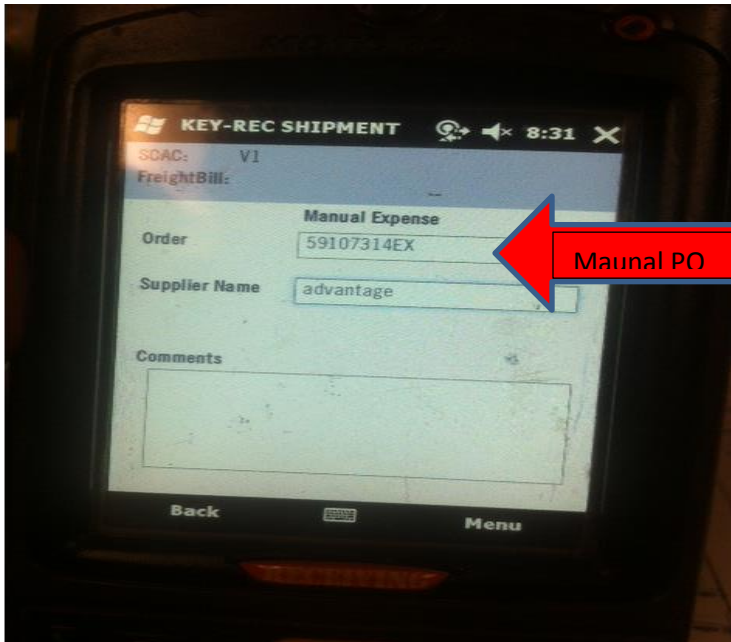 KEY-REC SHIPMENT 8:31
SCAC: V1
FreightBill:
Manual Expense
Order 59107314EX
Maunal PO
Supplier Name advantage
Comments
Back Menu